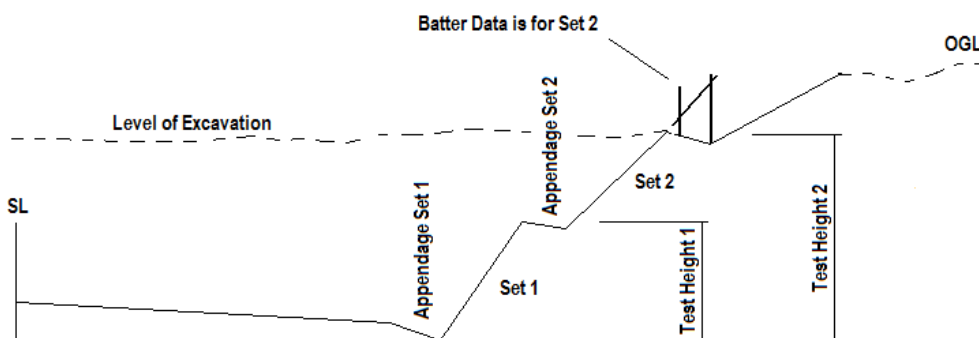 Batter Data is for Set 2
OGL
Level of Excavation
Appendage Set 2
Set 2
SL
Appendage Set 1
Set 1
Test Height 1
Test Height 2